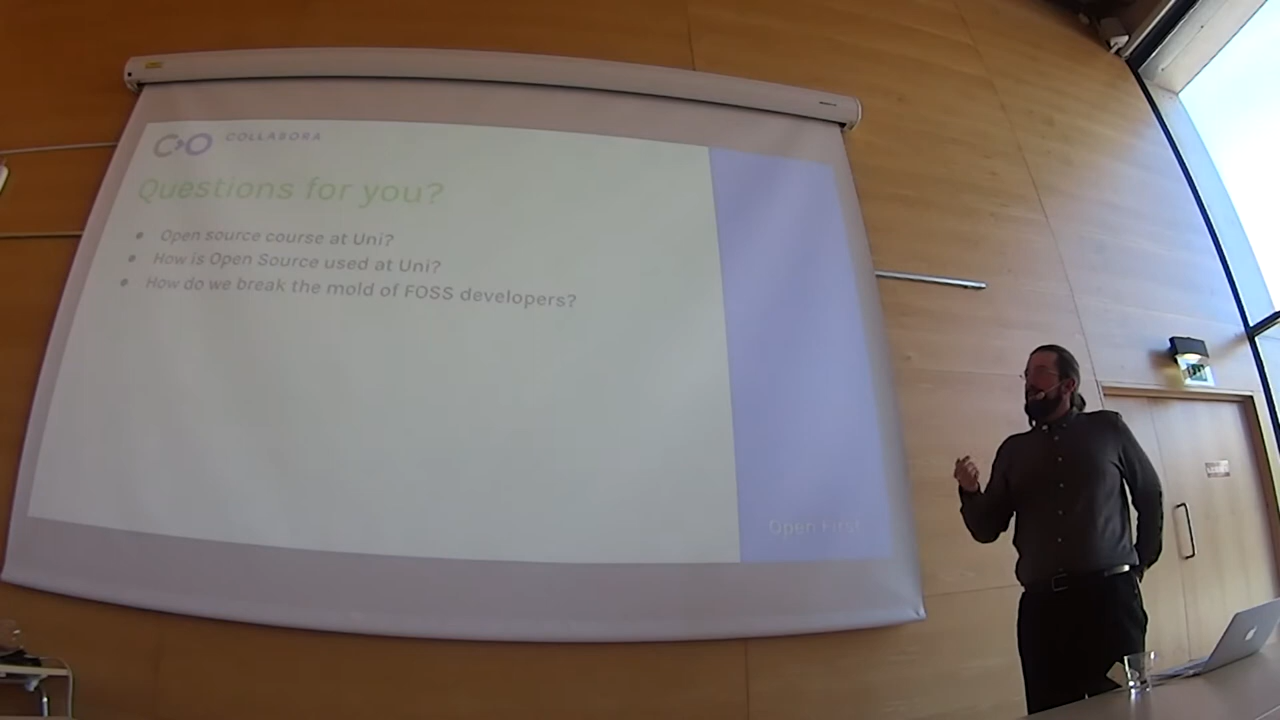 COLLABORA
Questions for you?
Open source course at Uni?
How is Open Source used at Uni?
How do we break the mold of FOSS developers?
Open First